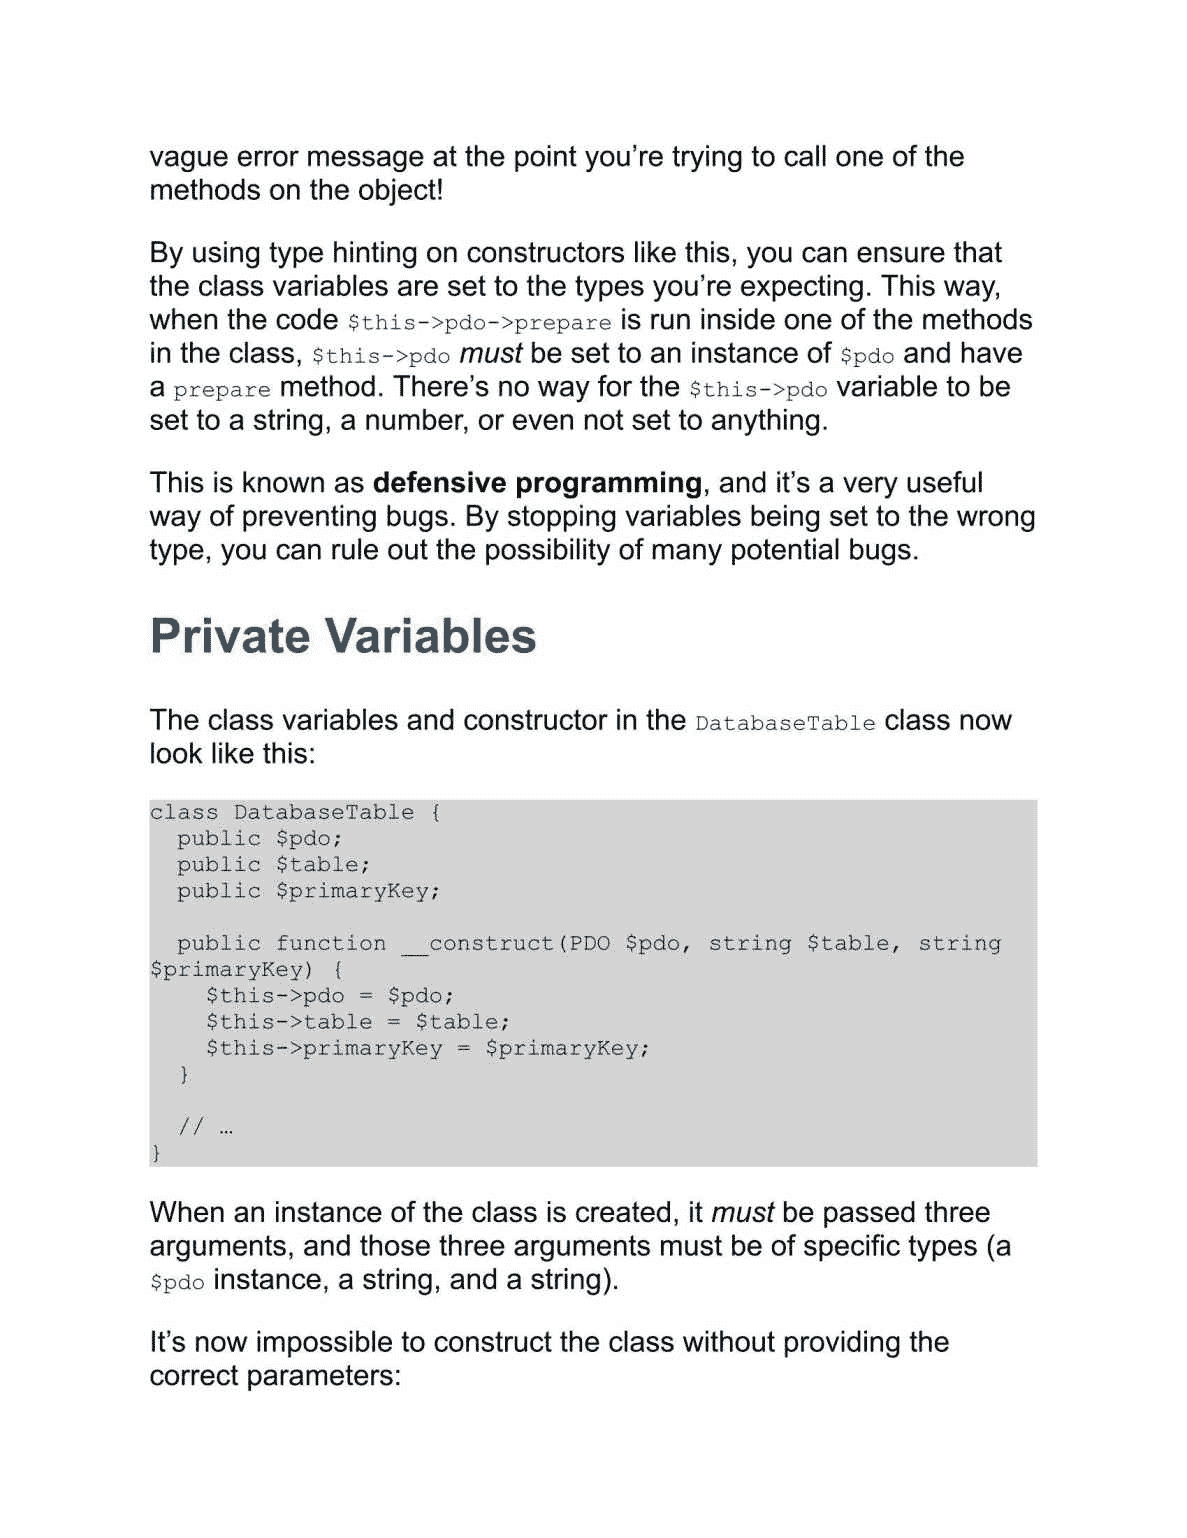 vague error message at the point you’re trying to call one of the
methods on the object!
By using type hinting on constructors like this, you can ensure that
the class variables are set to the types you’re expecting. This way,
when the code $this->pdo->prepare is run inside one of the methods
in the class, $this->pdo must be set to an instance of $pdo and have
a prepare method. There’s no way for the $this->pdo variable to be
set to a string, a number, or even not set to anything.
This is known as defensive programming, and it’s a very useful
way of preventing bugs. By stopping variables being set to the wrong
type, you can rule out the possibility of many potential bugs.
Private Variables
The class variables and constructor in the DatabaseTable class now
look like this:
class DatabaseTable {
  public $pdo;
  public $table;
  public $primaryKey;
  public function __construct(PDO $pdo, string $table, string
$primaryKey) {
    $this->pdo = $pdo;
    $this->table = $table;
    $this->primaryKey = $primaryKey;
  }
  // …
}
When an instance of the class is created, it must be passed three
arguments, and those three arguments must be of specific types (a
$pdo instance, a string, and a string).
It’s now impossible to construct the class without providing the
correct parameters: